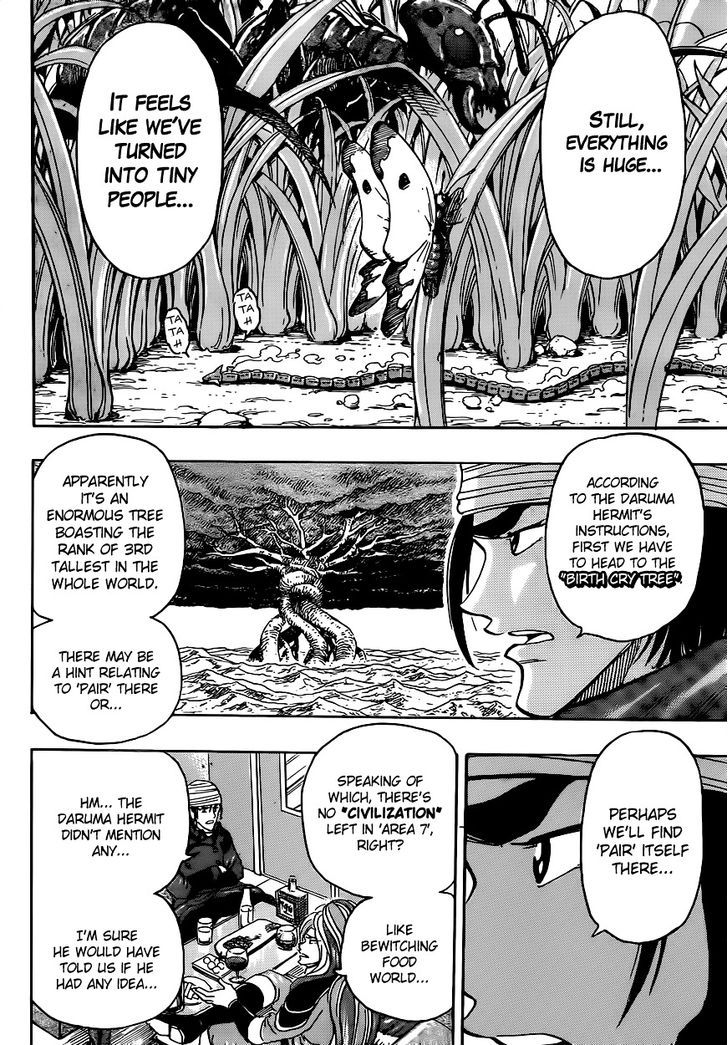 STILL,
EVERYTHING
IS HUGE...
IT FEELS
LIKE WE'VE
TURNED
INTO TINY
PEOPLE...
TA
TA
H
TA
TA
H
ACCORDING
TO THE DARUMA
HERMIT'S
INSTRUCTIONS,
FIRST WE HAVE
TO HEAD TO THE
"BIRTH CRY TREE".
APPARENTLY
IT'S AN
ENORMOUS TREE
BOASTING THE
RANK OF 3RD
TALLEST IN THE
WHOLE WORLD.
THERE MAY BE
A HINT RELATING
TO 'PAIR' THERE
OR...
PERHAPS
WE'LL FIND
'PAIR' ITSELF
THERE...
SPEAKING OF
WHICH, THERE'S
NO "CIVILIZATION"
LEFT IN 'AREA 7',
RIGHT?
LIKE
BEWITCHING
FOOD
WORLD...
HM... THE
DARUMA HERMIT
DIDN'T MENTION
ANY...
I'M SURE
HE WOULD HAVE
TOLD US IF HE
HAD ANY IDEA...